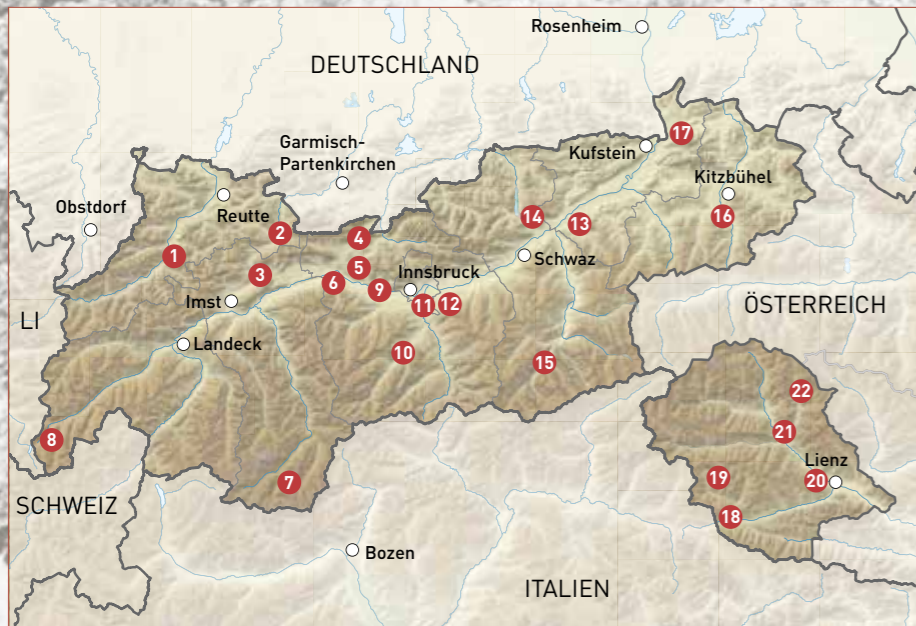 Rosenheim
DEUTSCHLAND
17
Garmisch-
Partenkirchen
Kufstein
Kitzbühel
Obstdorf
Reutte
14
13
16
2
4
1
Schwaz
3
5
Innsbruck
6
9
Imst
11
12
ÖSTERREICH
LI
Landeck
10
15
22
21
8
Lienz
19
20
7
SCHWEIZ
18
Bozen
ITALIEN